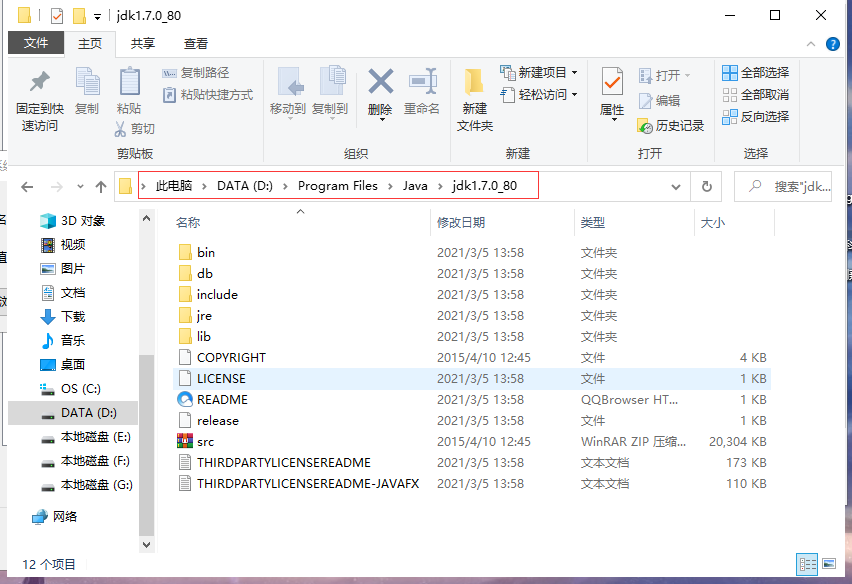 jdk1.7.0_80
文件 主页 共享 查看
固定到快速访问
复制
粘贴
复制路径
粘贴快捷方式
剪切
剪贴板
移动到
复制到
删除
重命名
组织
新建文件夹
新建项目
轻松访问
新建
属性
打开
编辑
历史记录
打开
全部选择
全部取消
反向选择
选择
此电脑 > DATA (D:) > Program Files > Java > jdk1.7.0_80
搜索"jdk...
3D 对象
视频
图片
文档
下载
音乐
桌面
OS (C:)
DATA (D:)
本地磁盘 (E:)
本地磁盘 (F:)
本地磁盘 (G:)
网络
名称 修改日期 类型 大小
bin 2021/3/5 13:58 文件夹
db 2021/3/5 13:58 文件夹
include 2021/3/5 13:58 文件夹
jre 2021/3/5 13:58 文件夹
lib 2021/3/5 13:58 文件夹
COPYRIGHT 2015/4/10 12:45 文件 4 KB
LICENSE 2021/3/5 13:58 文件 1 KB
README 2021/3/5 13:58 QQBrowser HT... 1 KB
release 2021/3/5 13:58 文件 1 KB
src 2015/4/10 12:45 WinRAR ZIP 压缩... 20,304 KB
THIRDPARTYLICENSEREADME 2021/3/5 13:58 文本文档 173 KB
THIRDPARTYLICENSEREADME-JAVAFX 2021/3/5 13:58 文本文档 110 KB
12 个项目